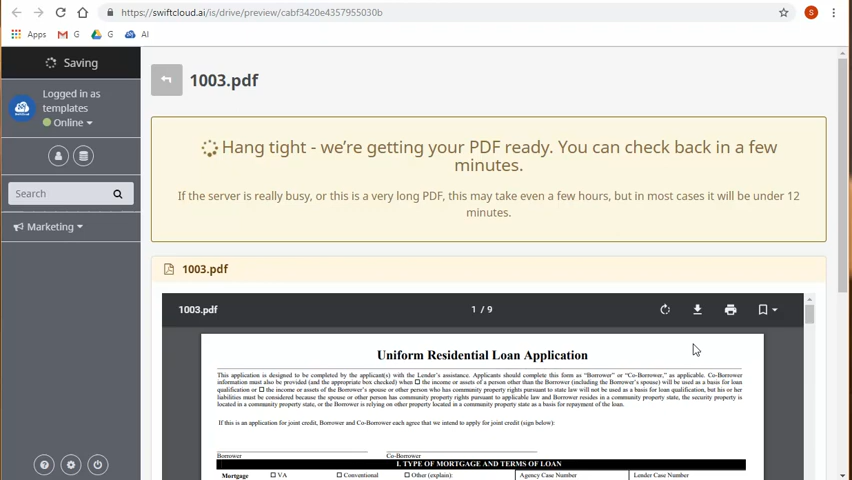 https://swiftcloud.ai/is/drive/preview/cabf3420e4357955030b
S
Apps G G AI
Saving
Logged in as
templates
Online
SwiftCloud
Search
Marketing
1003.pdf
Hang tight - we're getting your PDF ready. You can check back in a few
minutes.
If the server is really busy, or this is a very long PDF, this may take even a few hours, but in most cases it will be under 12
minutes.
1003.pdf
1003.pdf 1 / 9
Uniform Residential Loan Application
This application is designed to be completed by the applicant(s) with the Lender's assistance. Applicants should complete this form as "Borrower" or "Co-Borrower," as applicable. Co-Borrower
information must also be provided (and the appropriate box checked) when ☐ the income or assets of a person other than the Borrower (including the Borrower's spouse) will be used as a basis for loan
qualification or ☐ the income or assets of the Borrower's spouse or other person who has community property rights pursuant to state law will not be used as a basis for loan qualification, but his or her
liabilities must be considered because the spouse or other person has community property rights pursuant to applicable law and Borrower resides in a community property state, the security property is
located in a community property state, or the Borrower is relying on other property located in a community property state as a basis for repayment of the loan.
If this is an application for joint credit, Borrower and Co-Borrower each agree that we intend to apply for joint credit (sign below):
Borrower Co-Borrower
I. TYPE OF MORTGAGE AND TERMS OF LOAN
Mortgage ☐ VA ☐ Conventional ☐ Other (explain): Agency Case Number Lender Case Number